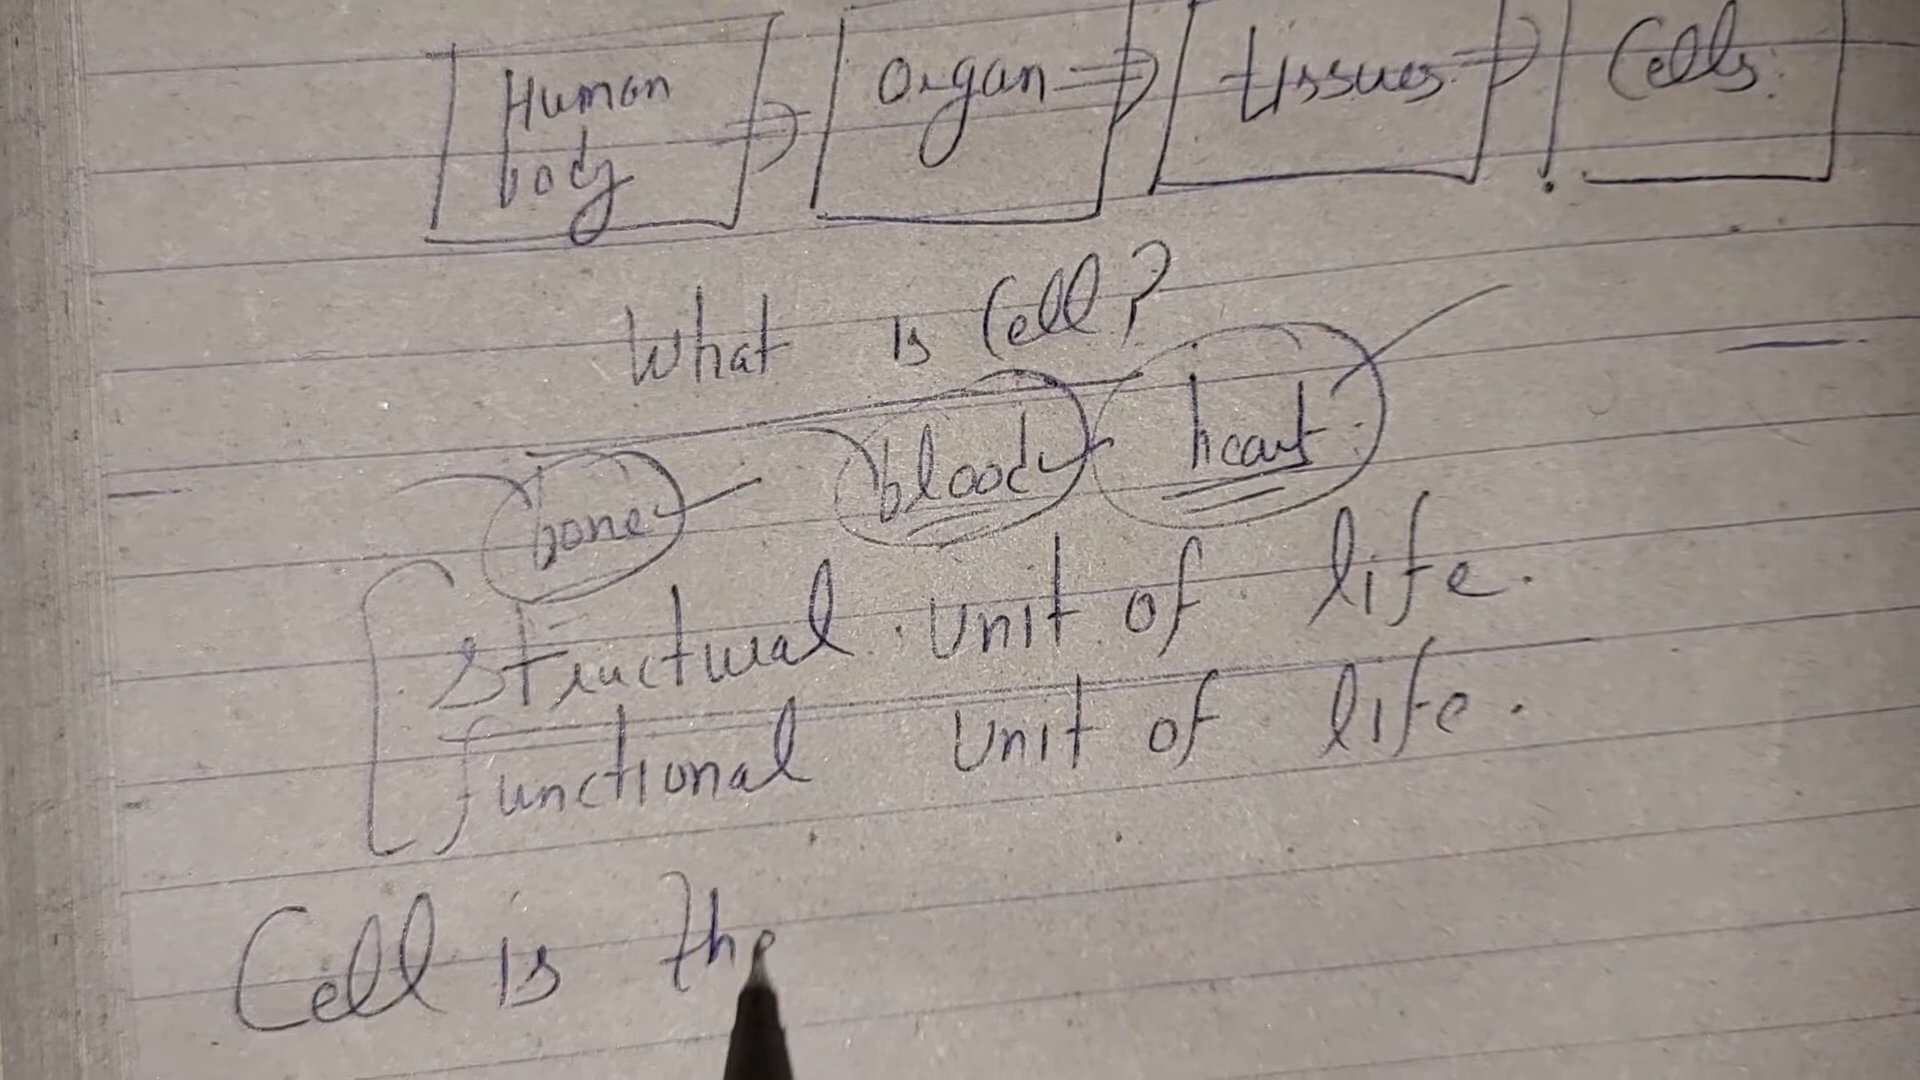 Human body ⇒ Organ ⇒ tissues ⇒ Cells.
What is Cell?
bone blood heart
Structural unit of life.
functional unit of life.
Cell is the